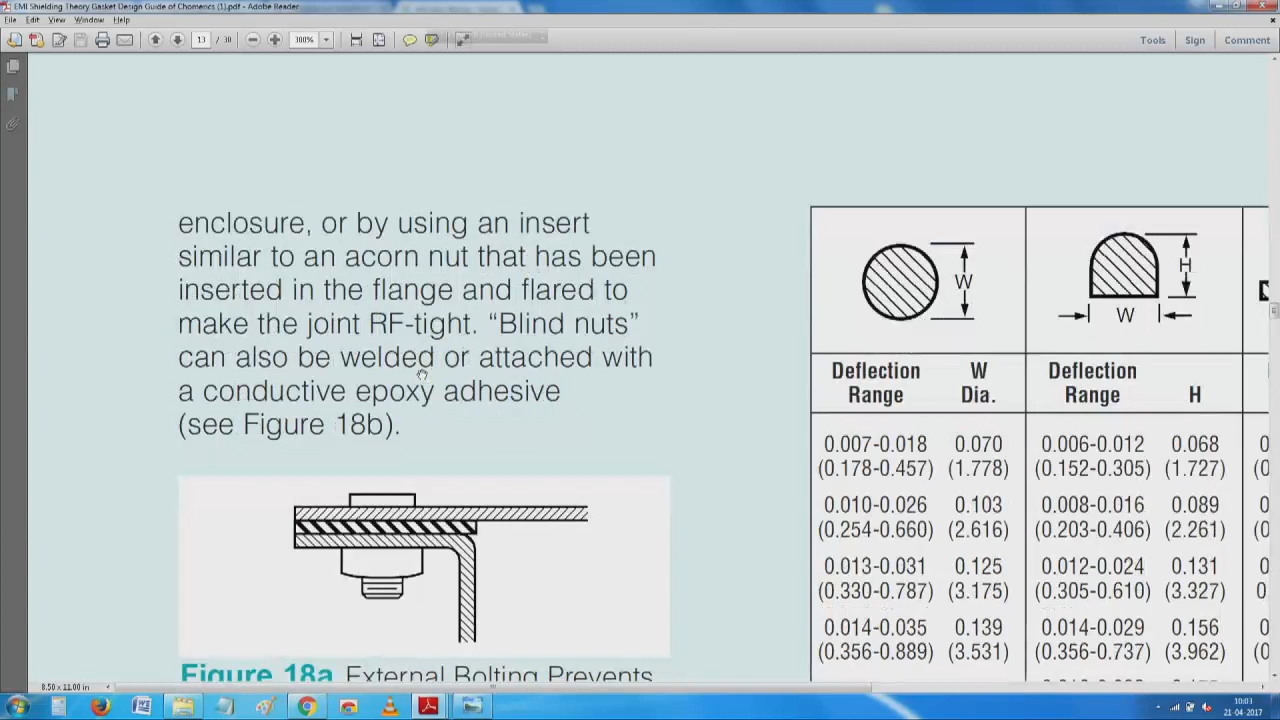 EMI Shielding Theory Gasket Design Guide of Chomerics (1).pdf - Adobe Reader
File Edit View Window Help
13 / 30 300% Tools Sign Comment
enclosure, or by using an insert
similar to an acorn nut that has been
inserted in the flange and flared to
make the joint RF-tight. “Blind nuts”
can also be welded or attached with
a conductive epoxy adhesive
(see Figure 18b).
Figure 18a External Bolting Prevents
W H
W
Deflection W Deflection
Range Dia. Range H
0.007-0.018 0.070 0.006-0.012 0.068
(0.178-0.457) (1.778) (0.152-0.305) (1.727)
0.010-0.026 0.103 0.008-0.016 0.089
(0.254-0.660) (2.616) (0.203-0.406) (2.261)
0.013-0.031 0.125 0.012-0.024 0.131
(0.330-0.787) (3.175) (0.305-0.610) (3.327)
0.014-0.035 0.139 0.014-0.029 0.156
(0.356-0.889) (3.531) (0.356-0.737) (3.962)
8.50 x 11.00 in
10:03
21-04-2017